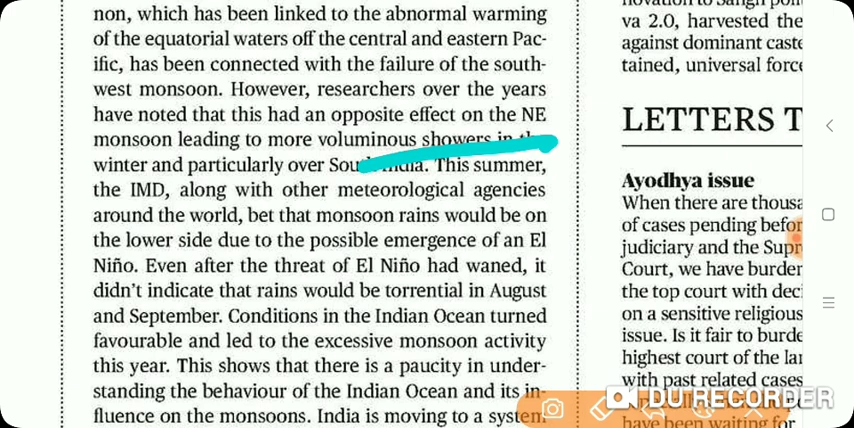 non, which has been linked to the abnormal warming
of the equatorial waters off the central and eastern Pac-
ific, has been connected with the failure of the south-
west monsoon. However, researchers over the years
have noted that this had an opposite effect on the NE
monsoon leading to more voluminous showers in the
winter and particularly over South India. This summer,
the IMD, along with other meteorological agencies
around the world, bet that monsoon rains would be on
the lower side due to the possible emergence of an El
Niño. Even after the threat of El Niño had waned, it
didn't indicate that rains would be torrential in August
and September. Conditions in the Indian Ocean turned
favourable and led to the excessive monsoon activity
this year. This shows that there is a paucity in under-
standing the behaviour of the Indian Ocean and its in-
fluence on the monsoons. India is moving to a system
va 2.0, harvested the
against dominant caste
tained, universal force
LETTERS T
Ayodhya issue
When there are thousa
of cases pending befor
judiciary and the Supr
Court, we have burder
the top court with deci
on a sensitive religious
issue. Is it fair to burde
highest court of the lan
with past related cases
have been waiting for
DU RECORDER